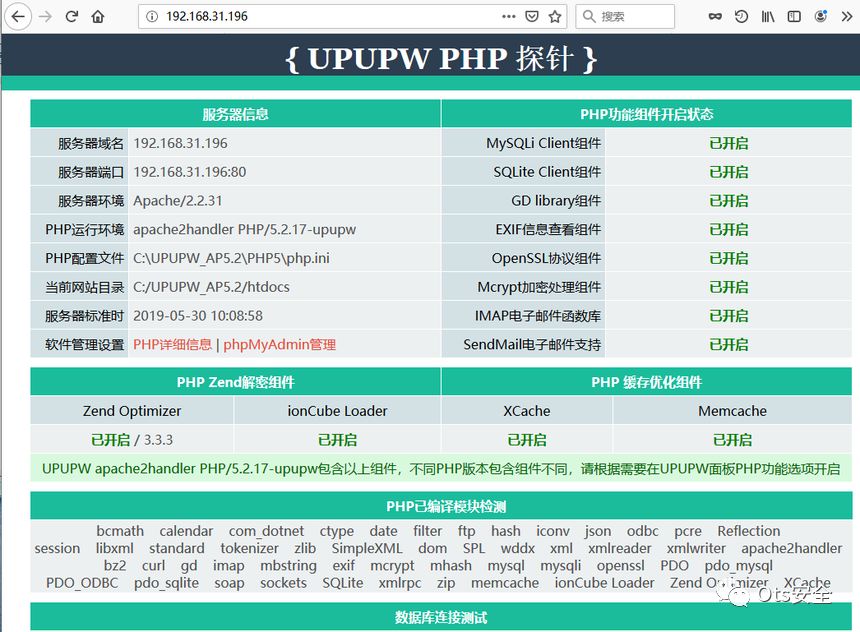 192.168.31.196
搜索
{ UPUPW PHP 探针 }
服务器信息
服务器域名 192.168.31.196
服务器端口 192.168.31.196:80
服务器环境 Apache/2.2.31
PHP运行环境 apache2handler PHP/5.2.17-upupw
PHP配置文件 C:\UPUPW_AP5.2\PHP5\php.ini
当前网站目录 C:/UPUPW_AP5.2/htdocs
服务器标准时 2019-05-30 10:08:58
软件管理设置 PHP详细信息 | phpMyAdmin管理
PHP功能组件开启状态
MySQLi Client组件 已开启
SQLite Client组件 已开启
GD library组件 已开启
EXIF信息查看组件 已开启
OpenSSL协议组件 已开启
Mcrypt加密处理组件 已开启
IMAP电子邮件函数库 已开启
SendMail电子邮件支持 已开启
PHP Zend解密组件 PHP 缓存优化组件
Zend Optimizer ionCube Loader XCache Memcache
已开启 / 3.3.3 已开启 已开启 已开启
UPUPW apache2handler PHP/5.2.17-upupw包含以上组件，不同PHP版本包含组件不同，请根据需要在UPUPW面板PHP功能选项开启
PHP已编译模块检测
bcmath calendar com_dotnet ctype date filter ftp hash iconv json odbc pcre Reflection
session libxml standard tokenizer zlib SimpleXML dom SPL wddx xml xmlreader xmlwriter apache2handler
bz2 curl gd imap mbstring exif mcrypt mhash mysql mysqli openssl PDO pdo_mysql
PDO_ODBC pdo_sqlite soap sockets SQLite xmlrpc zip memcache ionCube Loader Zend Optimizer XCache
Ots安全
数据库连接测试